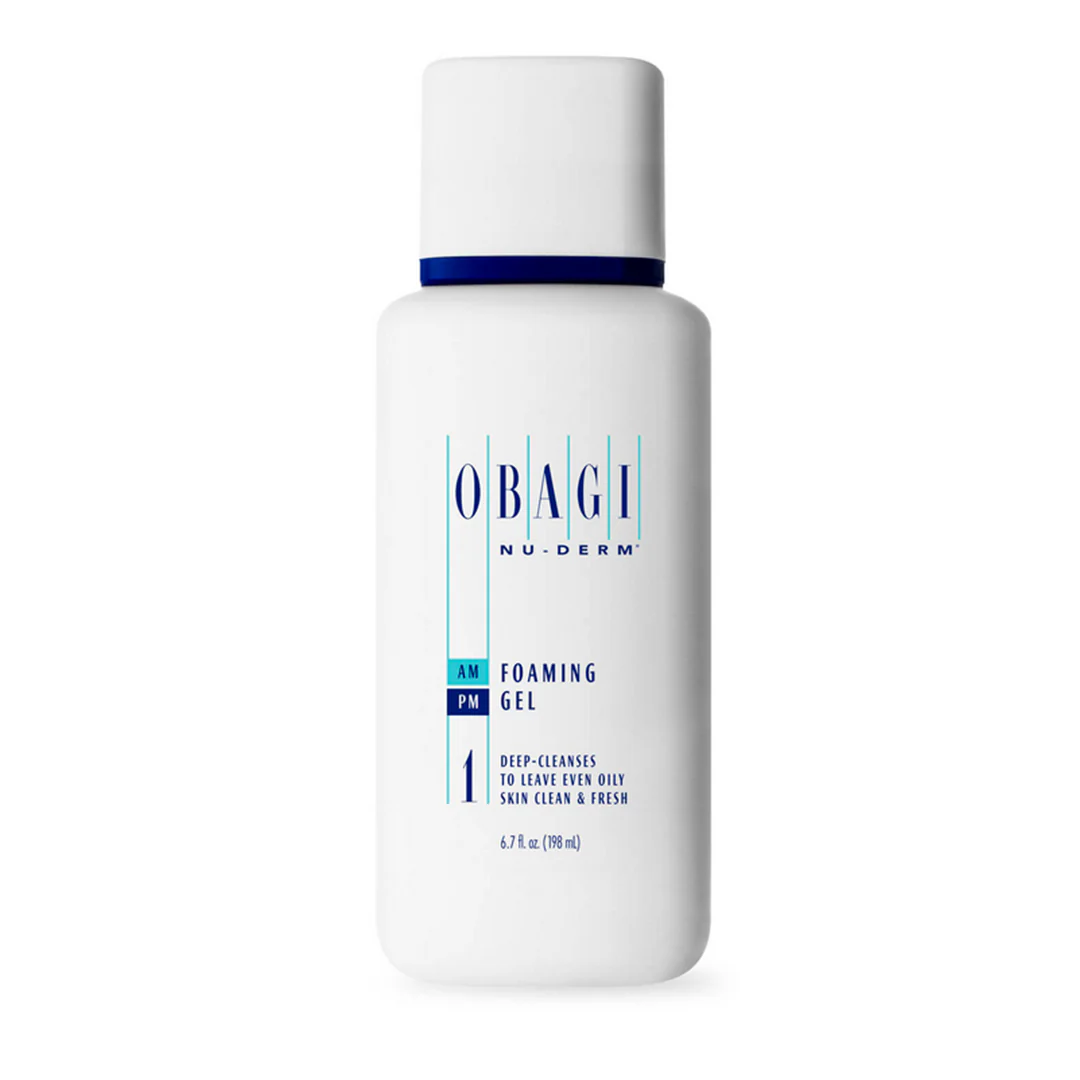 OBAGI
NU-DERM®
AM
PM
FOAMING
GEL
1
DEEP-CLEANSES
TO LEAVE EVEN OILY
SKIN CLEAN & FRESH
6.7 fl. oz. (198 mL)